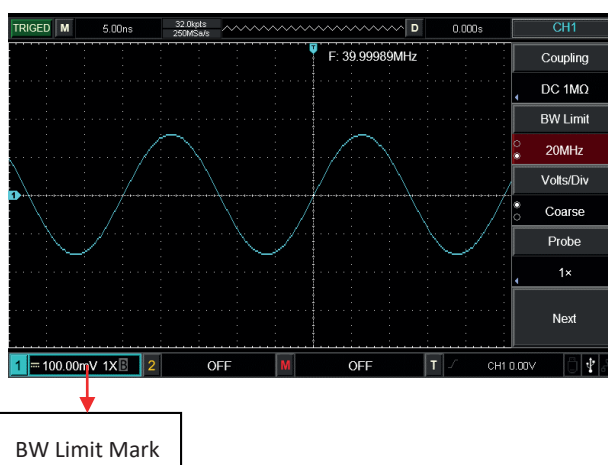 TRIGED M 5.00ns 32.0kpts 250MSa/s D 0.000s CH1
T
F: 39.99989MHz
Coupling
DC 1MΩ
BW Limit
20MHz
Volts/Div
1
Coarse
Probe
1×
Next
1 100.00mV 1X B 2 OFF M OFF T CH1 0.00V
BW Limit Mark